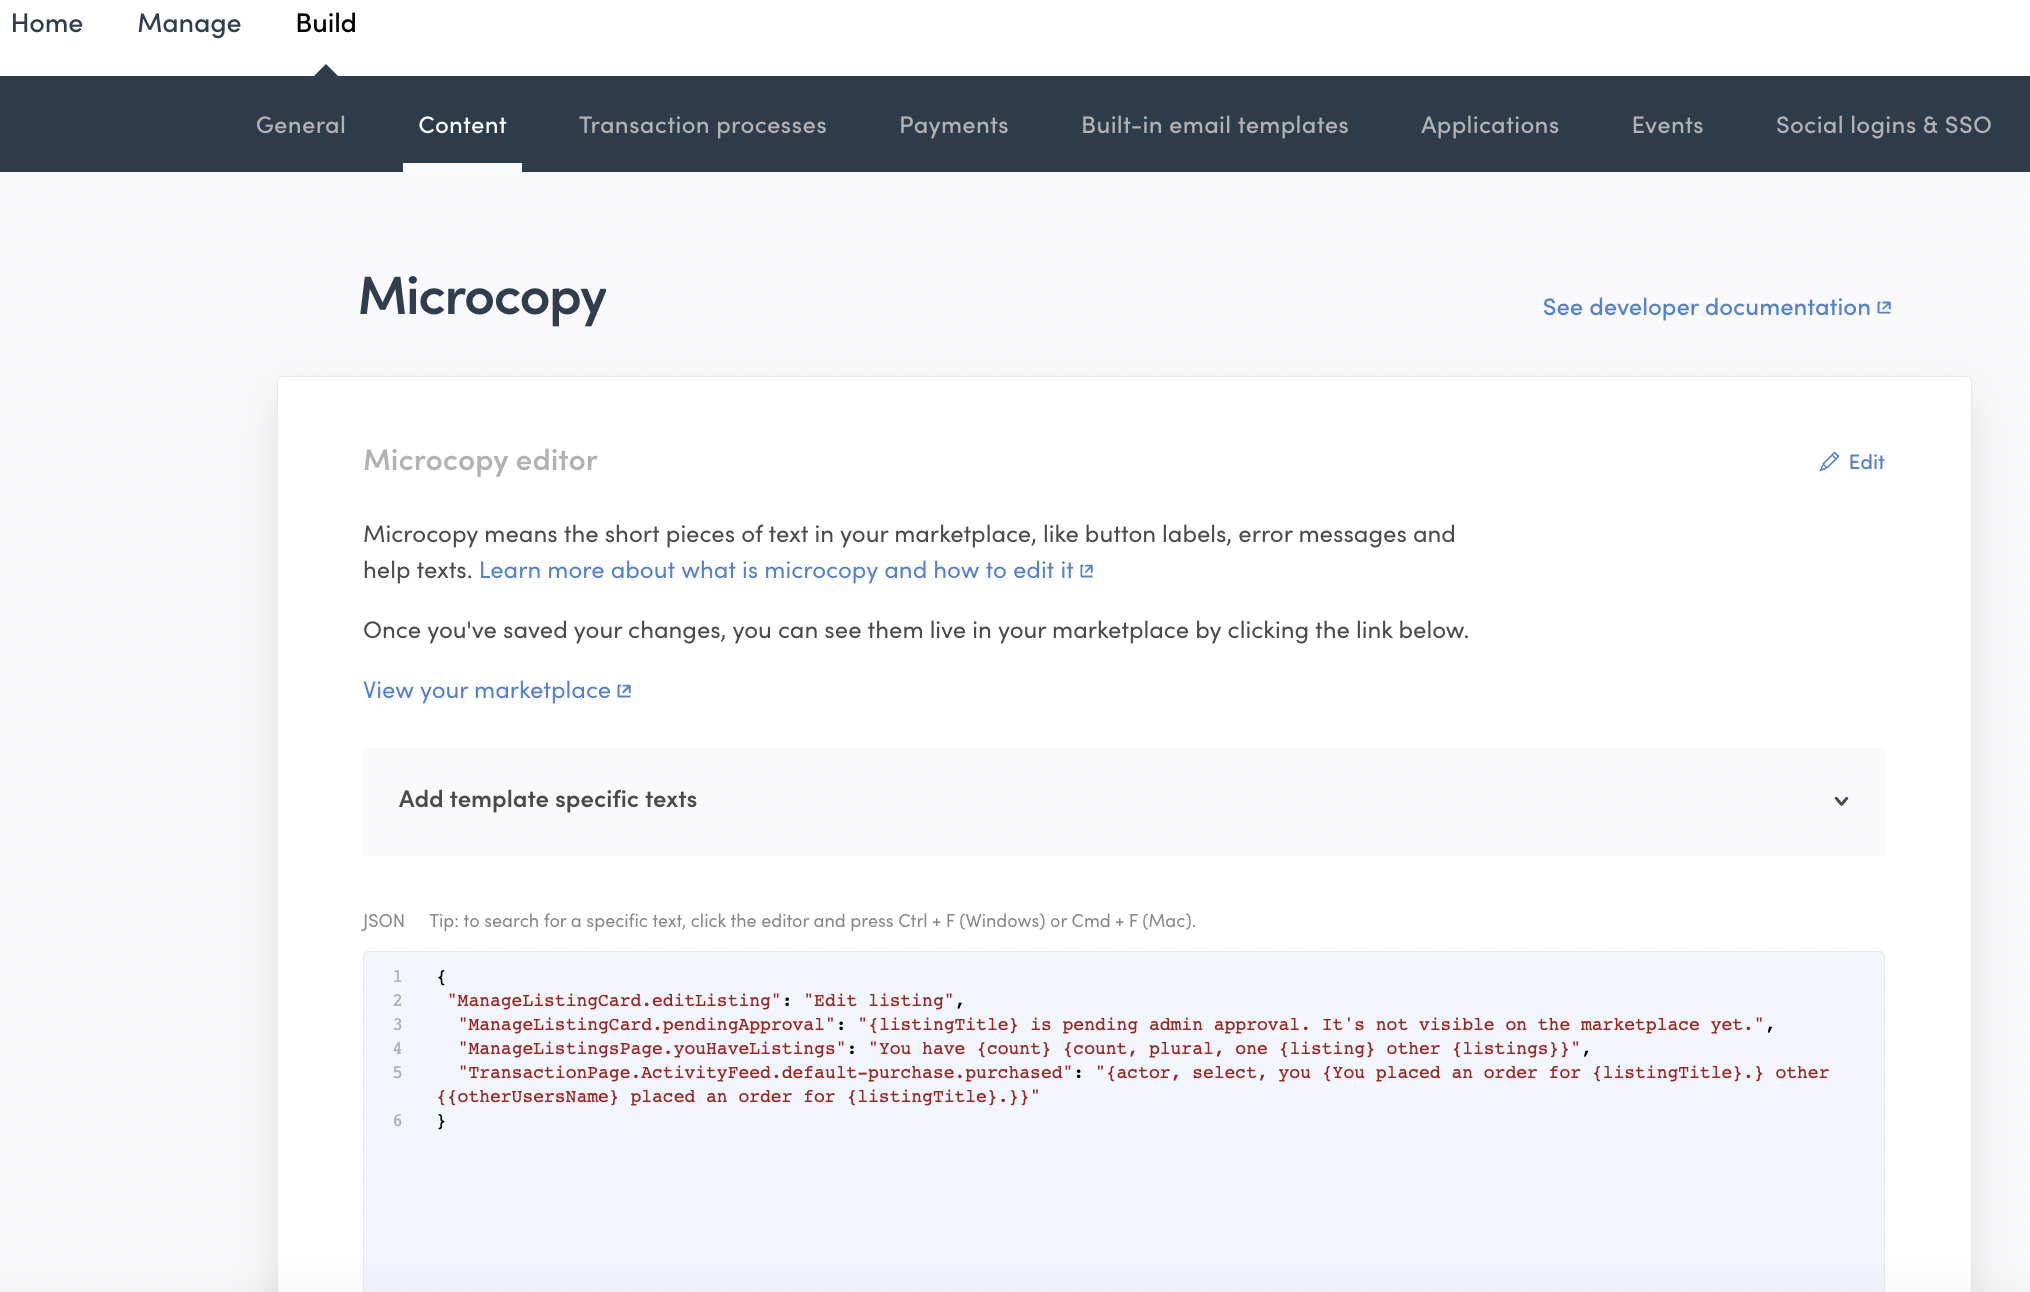 Home Manage Build
General Content Transaction processes Payments Built-in email templates Applications Events Social logins & SSO
Microcopy
See developer documentation
Microcopy editor
Edit
Microcopy means the short pieces of text in your marketplace, like button labels, error messages and
help texts. Learn more about what is microcopy and how to edit it
Once you've saved your changes, you can see them live in your marketplace by clicking the link below.
View your marketplace
Add template specific texts
JSON Tip: to search for a specific text, click the editor and press Ctrl + F (Windows) or Cmd + F (Mac).
1 {
2 "ManageListingCard.editListing": "Edit listing",
3 "ManageListingCard.pendingApproval": "{listingTitle} is pending admin approval. It's not visible on the marketplace yet.",
4 "ManageListingsPage.youHaveListings": "You have {count} {count, plural, one {listing} other {listings}}",
5 "TransactionPage.ActivityFeed.default-purchase.purchased": "{actor, select, you {You placed an order for {listingTitle}.} other
{{otherUsersName} placed an order for {listingTitle}.}}"
6 }